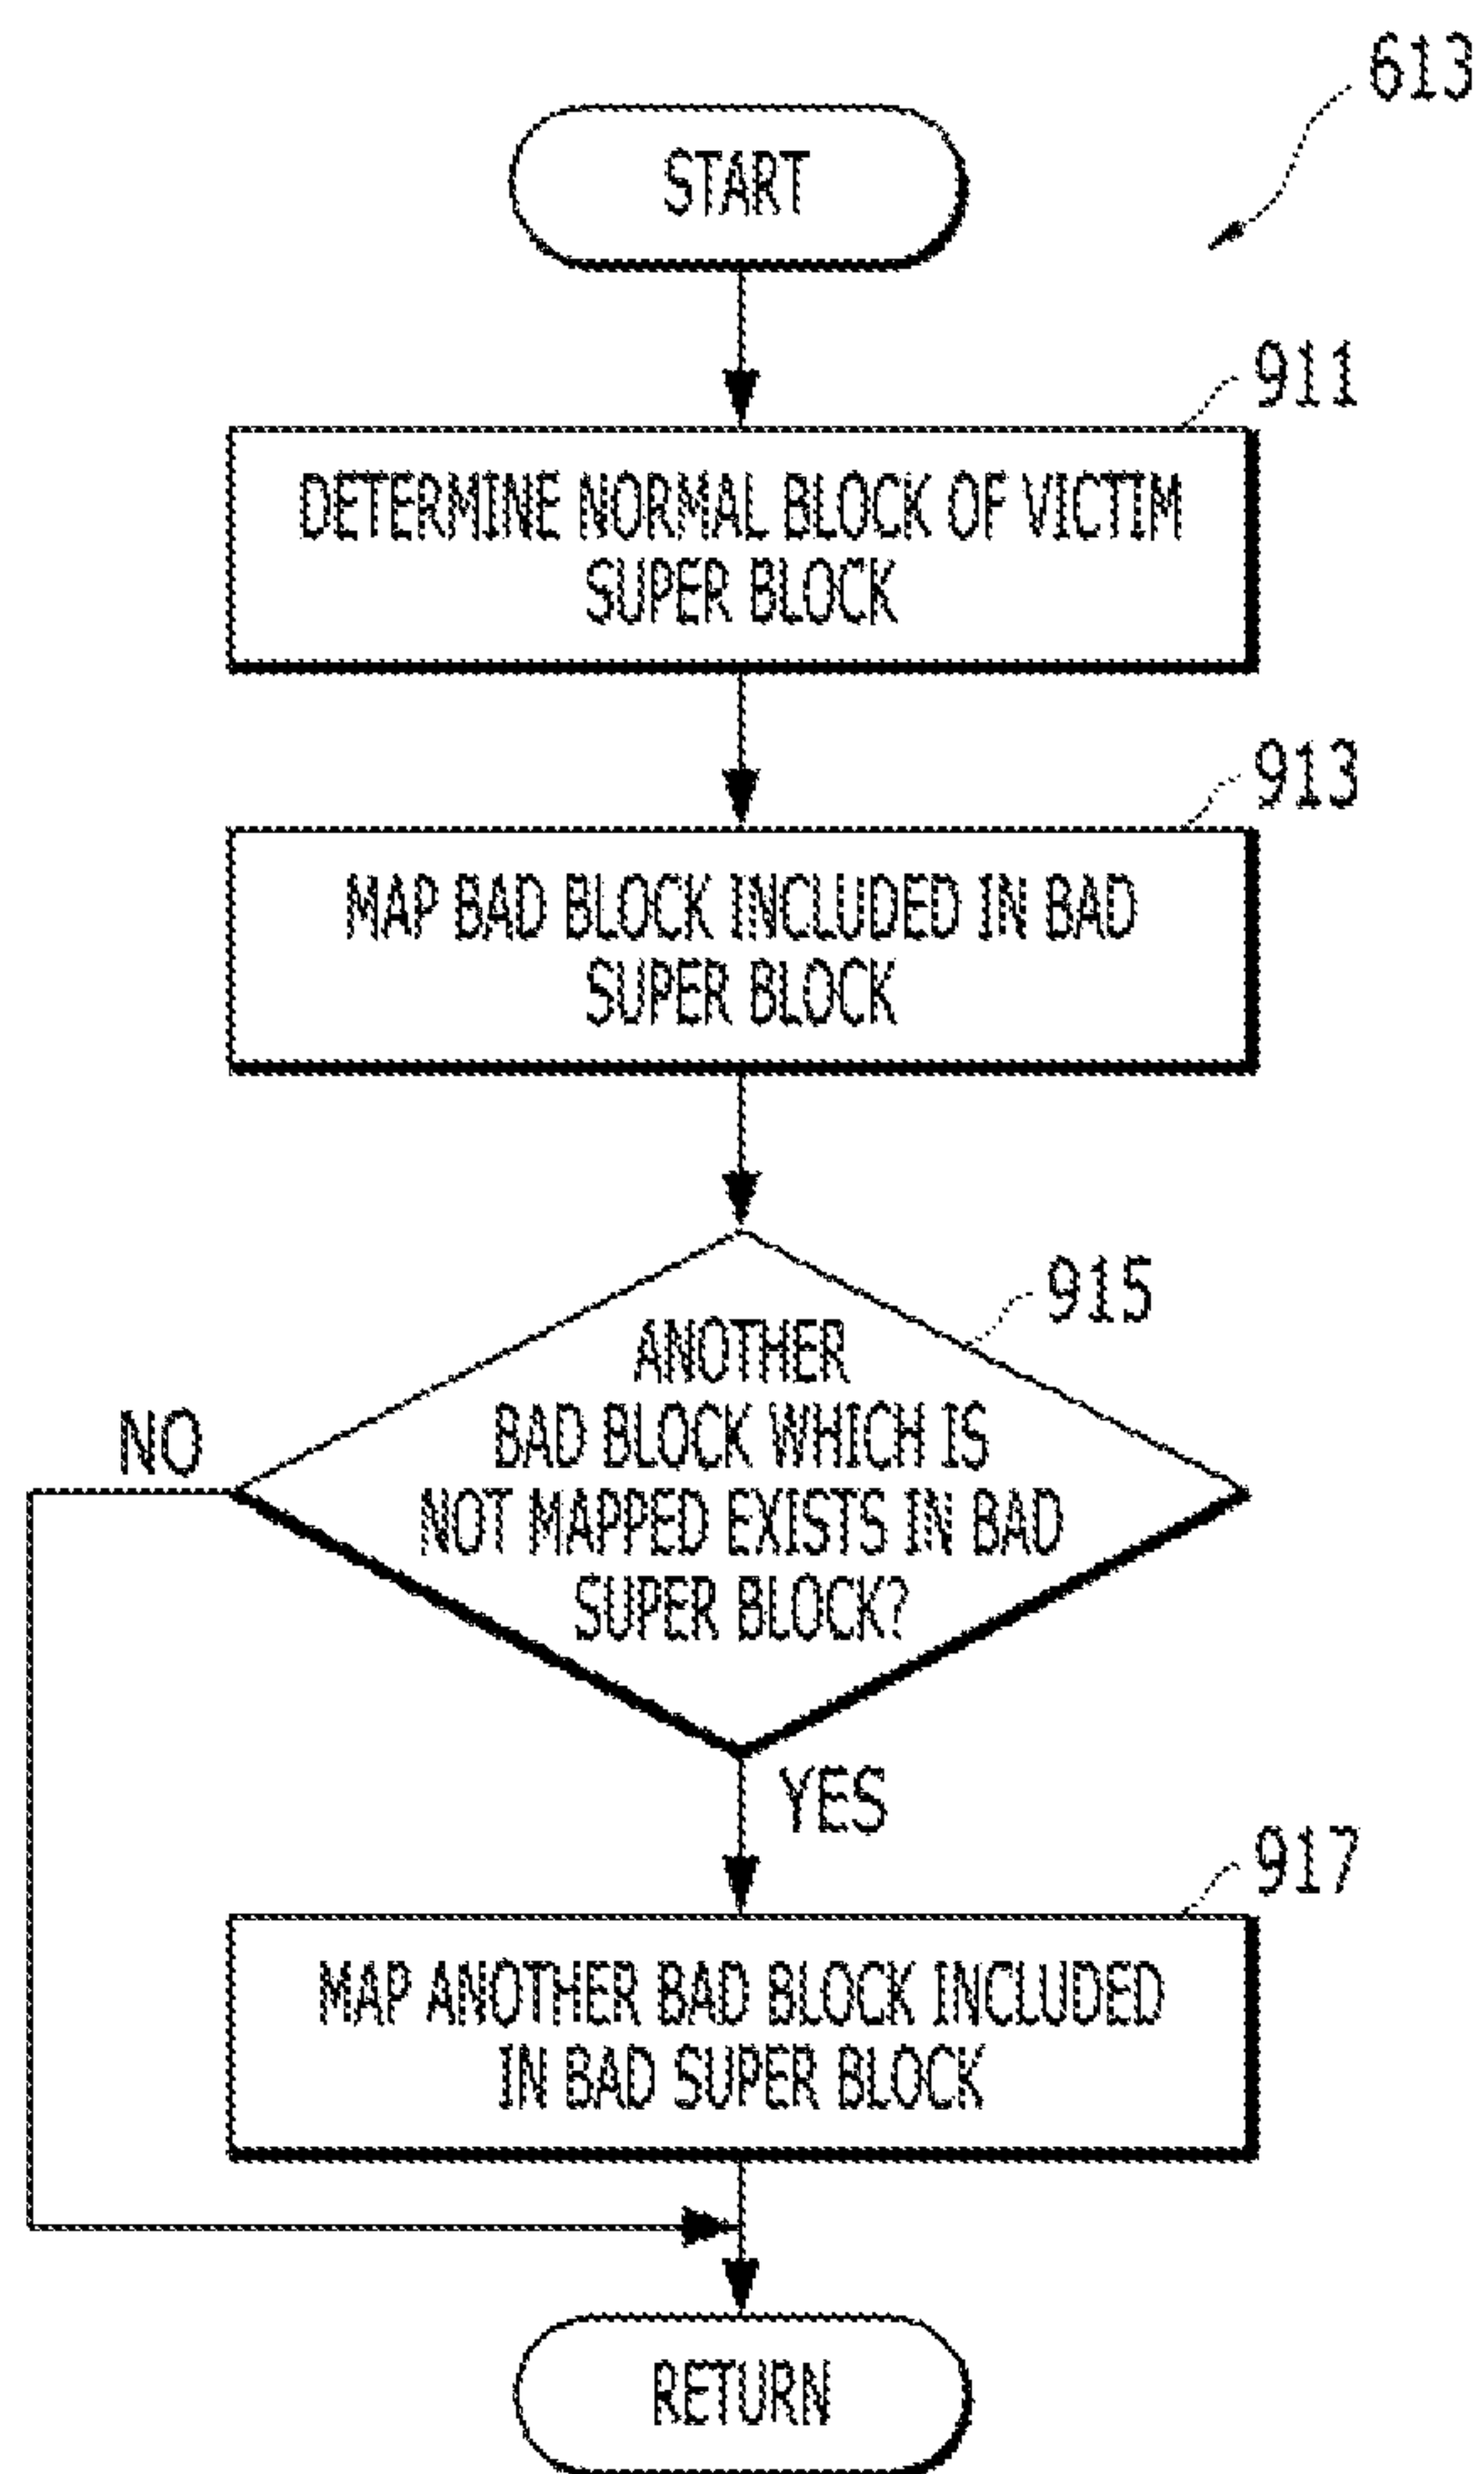 613
START
911
DETERMINE NORMAL BLOCK OF VICTIM
SUPER BLOCK
913
MAP BAD BLOCK INCLUDED IN BAD
SUPER BLOCK
915
ANOTHER
BAD BLOCK WHICH IS
NOT MAPPED EXISTS IN BAD
SUPER BLOCK?
NO
YES
917
MAP ANOTHER BAD BLOCK INCLUDED
IN BAD SUPER BLOCK
RETURN